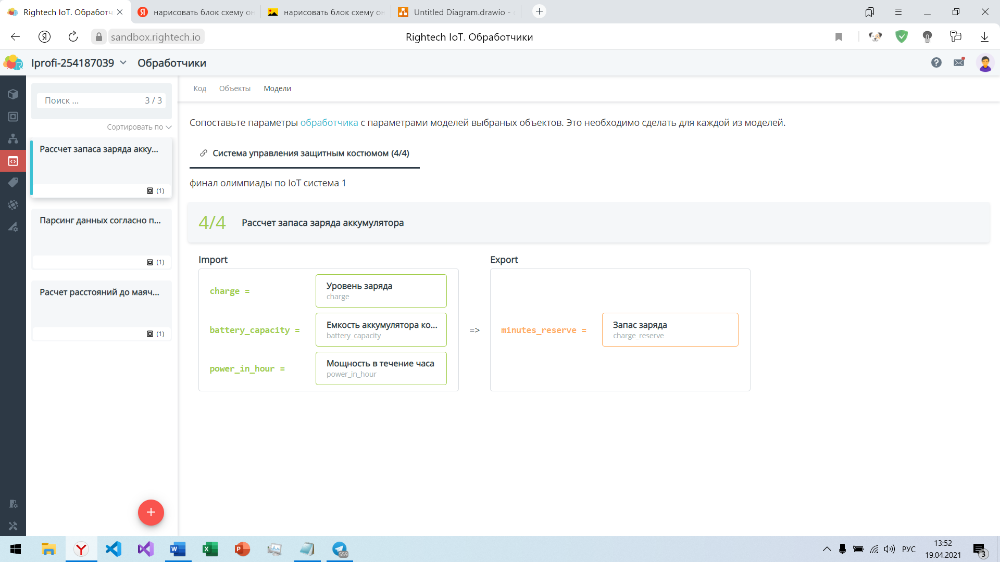 Rightech IoT. Обработч
нарисовать блок схему он
нарисовать блок схему он
Untitled Diagram.drawio -
sandbox.rightech.io
Rightech IoT. Обработчики
Iprofi-254187039
Обработчики
Поиск ...
3 / 3
Сортировать по
Рассчет запаса заряда акку...
(1)
Парсинг данных согласно п...
(1)
Расчет расстояний до маяч...
(1)
Код
Объекты
Модели
Сопоставьте параметры обработчика с параметрами моделей выбраных объектов. Это необходимо сделать для каждой из моделей.
Система управления защитным костюмом (4/4)
финал олимпиады по IoT система 1
4/4
Рассчет запаса заряда аккумулятора
Import
charge =
Уровень заряда
charge
battery_capacity =
Емкость аккумулятора ко...
battery_capacity
power_in_hour =
Мощность в течение часа
power_in_hour
=>
Export
minutes_reserve =
Запас заряда
charge_reserve
559
РУС
13:52
19.04.2021
3